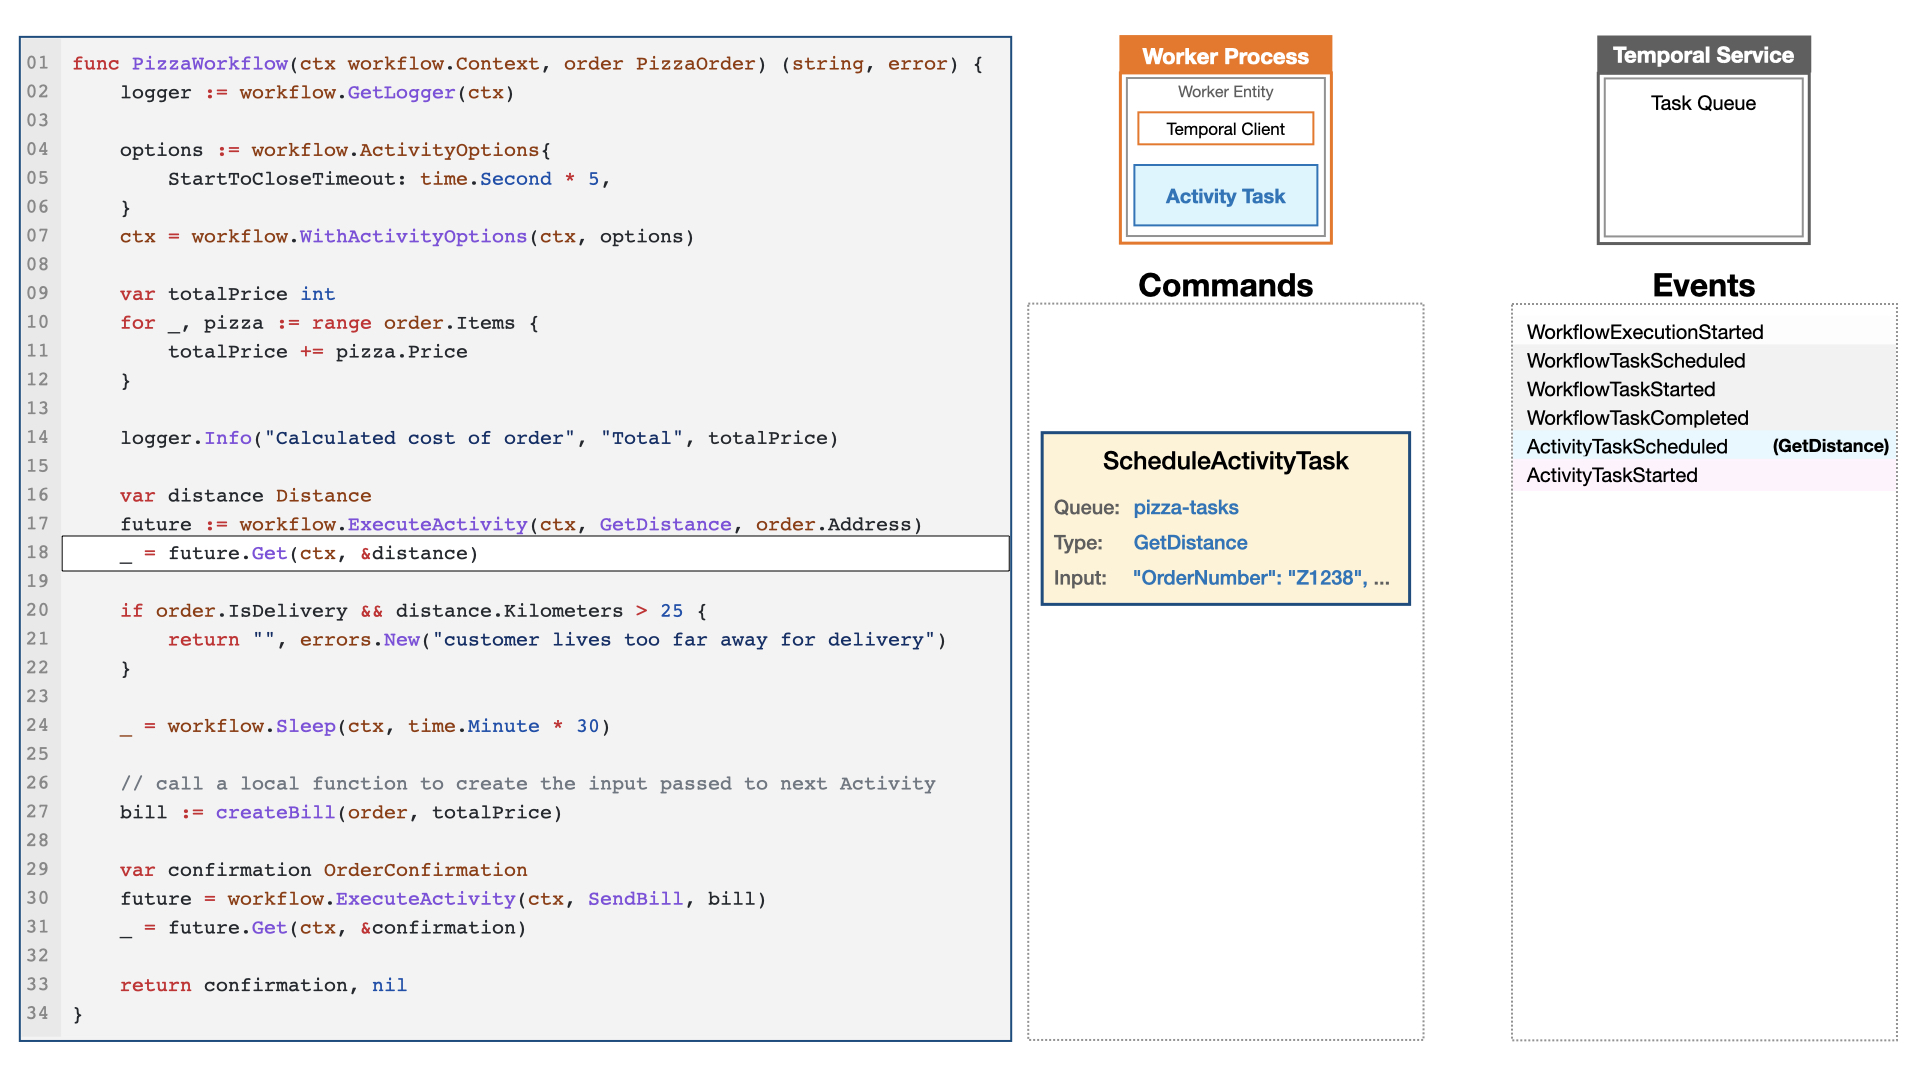 01 func PizzaWorkflow(ctx workflow.Context, order PizzaOrder) (string, error) {
02     logger := workflow.GetLogger(ctx)
03
04     options := workflow.ActivityOptions{
05         StartToCloseTimeout: time.Second * 5,
06     }
07     ctx = workflow.WithActivityOptions(ctx, options)
08
09     var totalPrice int
10     for _, pizza := range order.Items {
11         totalPrice += pizza.Price
12     }
13
14     logger.Info("Calculated cost of order", "Total", totalPrice)
15
16     var distance Distance
17     future := workflow.ExecuteActivity(ctx, GetDistance, order.Address)
18     _ = future.Get(ctx, &distance)
19
20     if order.IsDelivery && distance.Kilometers > 25 {
21         return "", errors.New("customer lives too far away for delivery")
22     }
23
24     _ = workflow.Sleep(ctx, time.Minute * 30)
25
26     // call a local function to create the input passed to next Activity
27     bill := createBill(order, totalPrice)
28
29     var confirmation OrderConfirmation
30     future = workflow.ExecuteActivity(ctx, SendBill, bill)
31     _ = future.Get(ctx, &confirmation)
32
33     return confirmation, nil
34 }
Worker Process
Worker Entity
Temporal Client
Activity Task
Commands
ScheduleActivityTask
Queue: pizza-tasks
Type: GetDistance
Input: "OrderNumber": "Z1238", ...
Temporal Service
Task Queue
Events
WorkflowExecutionStarted
WorkflowTaskScheduled
WorkflowTaskStarted
WorkflowTaskCompleted
ActivityTaskScheduled (GetDistance)
ActivityTaskStarted